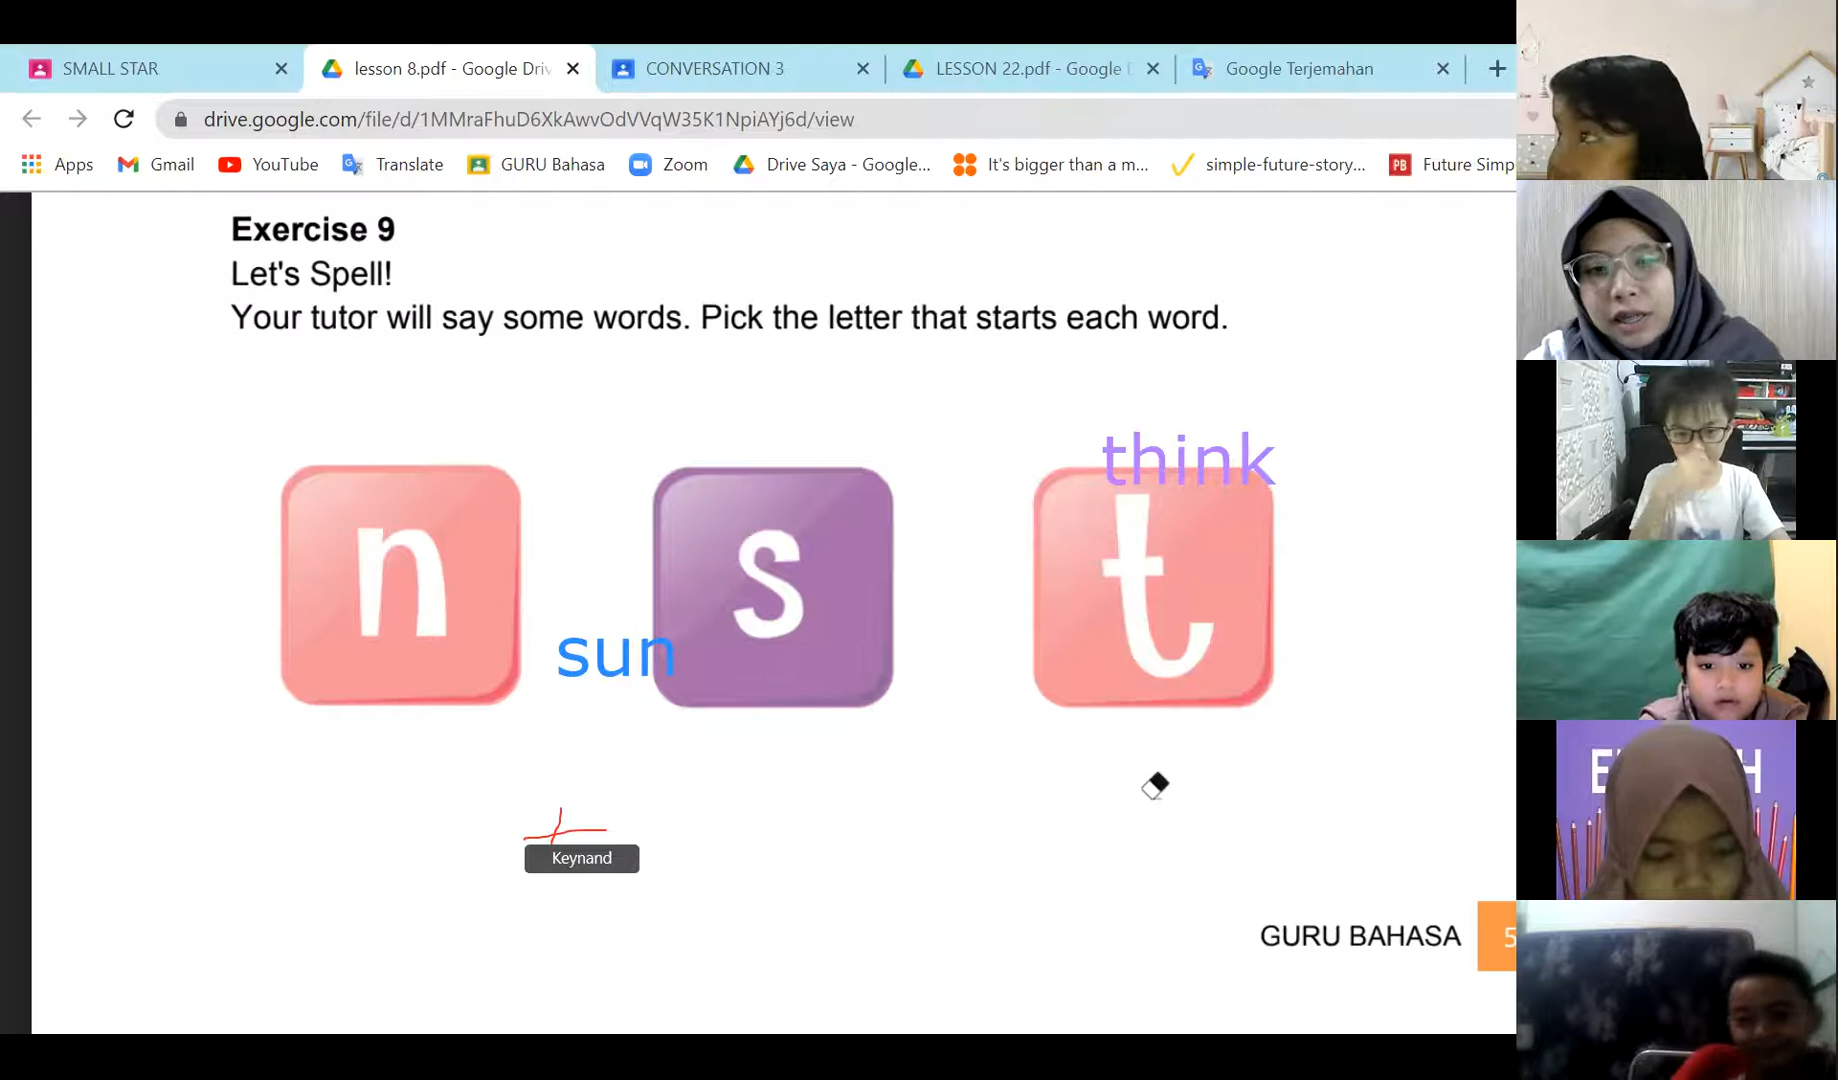 SMALL STAR
lesson 8.pdf - Google Driv
CONVERSATION 3
LESSON 22.pdf - Google D
Google Terjemahan
drive.google.com/file/d/1MMraFhuD6XkAwvOdVVqW35K1NpiAYj6d/view
Apps
Gmail
YouTube
Translate
GURU Bahasa
Zoom
Drive Saya - Google...
It's bigger than a m...
simple-future-story...
PB
Future Simp
Exercise 9
Let's Spell!
Your tutor will say some words. Pick the letter that starts each word.
think
n
s
t
sun
Keynand
GURU BAHASA
5